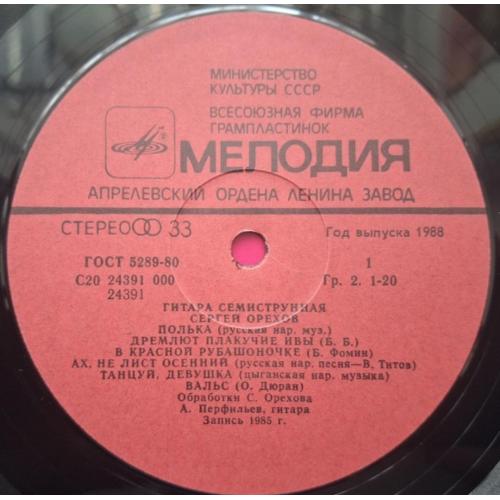 МИНИСТЕРСТВО
КУЛЬТУРЫ СССР
ВСЕСОЮЗНАЯ ФИРМА
ГРАМПЛАСТИНОК
МЕЛОДИЯ
АПРЕЛЕВСКИЙ ОРДЕНА ЛЕНИНА ЗАВОД
СТЕРЕО 33
Год выпуска 1988
ГОСТ 5289-80
1
С20 24391 000
Гр. 2. 1-20
24391
ГИТАРА СЕМИСТРУННАЯ
СЕРГЕЙ ОРЕХОВ
ПОЛЬКА (русская нар. муз.)
ДРЕМЛЮТ ПЛАКУЧИЕ ИВЫ (Б. Б.)
В КРАСНОЙ РУБАШОНОЧКЕ (Б. Фомин)
АХ, НЕ ЛИСТ ОСЕННИЙ (русская нар. песня—В. Титов)
ТАНЦУЙ, ДЕВУШКА (цыганская нар. музыка)
ВАЛЬС (О. Дюран)
Обработки С. Орехова
А. Перфильев, гитара
Запись 1985 г.